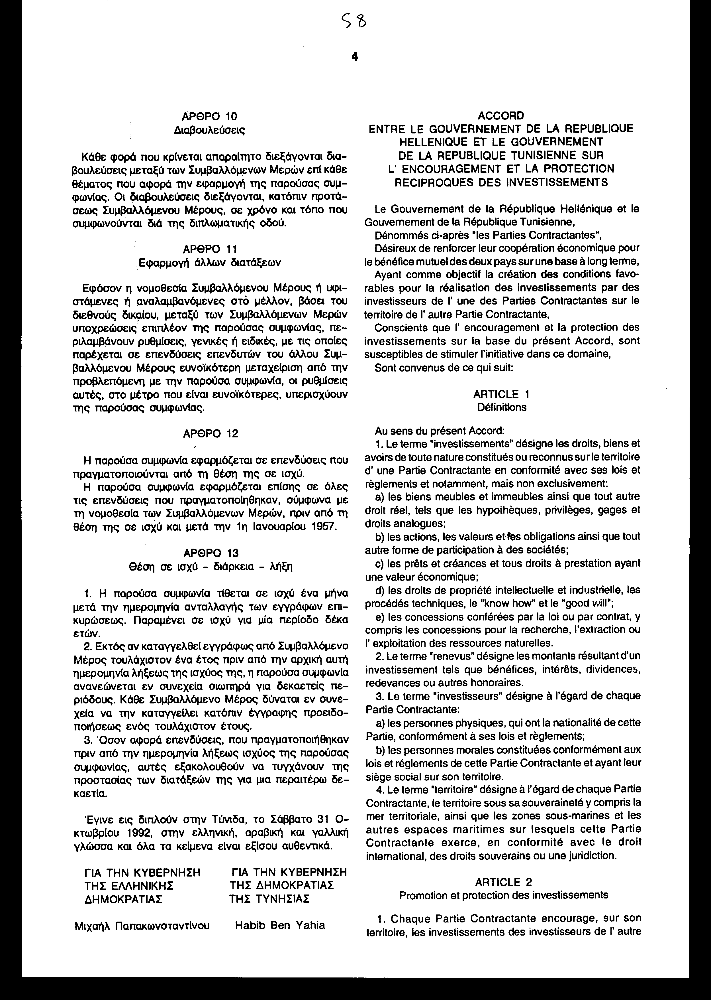 58
4
ΑΡΘΡΟ 10
Διαβουλεύσεις
Κάθε φορά που κρίνεται απαραίτητο διεξάγονται δια-
βουλεύσεις μεταξύ των Συμβαλλόμενων Μερών επί κάθε
θέματος που αφορά την εφαρμογή της παρούσας συμ-
φωνίας. Οι διαβουλεύσεις διεξάγονται, κατόπιν προτά-
σεως Συμβαλλόμενου Μέρους, σε χρόνο και τόπο που
συμφωνούνται διά της διπλωματικής οδού.
ΑΡΘΡΟ 11
Εφαρμογή άλλων διατάξεων
Εφόσον η νομοθεσία Συμβαλλόμενου Μέρους ή υφι-
στάμενες ή αναλαμβανόμενες στό μέλλον, βάσει του
διεθνούς δικαίου, μεταξύ των Συμβαλλόμενων Μερών
υποχρεώσεις επιπλέον της παρούσας συμφωνίας, πε-
ριλαμβάνουν ρυθμίσεις, γενικές ή ειδικές, με τις οποίες
παρέχεται σε επενδύσεις επενδυτών του άλλου Συμ-
βαλλόμενου Μέρους ευνοϊκότερη μεταχείριση από την
προβλεπόμενη με την παρούσα συμφωνία, οι ρυθμίσεις
αυτές, στο μέτρο που είναι ευνοϊκότερες, υπερισχύουν
της παρούσας συμφωνίας.
ΑΡΘΡΟ 12
Η παρούσα συμφωνία εφαρμόζεται σε επενδύσεις που
πραγματοποιούνται από τη θέση της σε ισχύ.
Η παρούσα συμφωνία εφαρμόζεται επίσης σε όλες
τις επενδύσεις που πραγματοποίηθηκαν, σύμφωνα με
τη νομοθεσία των Συμβαλλόμενων Μερών, πριν από τη
θέση της σε ισχύ και μετά την 1η Ιανουαρίου 1957.
ΑΡΘΡΟ 13
Θέση σε ισχύ - διάρκεια - λήξη
1. Η παρούσα συμφωνία τίθεται σε ισχύ ένα μήνα
μετά την ημερομηνία ανταλλαγής των εγγράφων επι-
κυρώσεως. Παραμένει σε ισχύ για μία περίοδο δέκα
ετών.
2. Εκτός αν καταγγελθεί εγγράφως από Συμβαλλόμενο
Μέρος τουλάχιστον ένα έτος πριν από την αρχική αυτή
ημερομηνία λήξεως της ισχύος της, η παρούσα συμφωνία
ανανεώνεται εν συνεχεία σιωπηρά για δεκαετείς πε-
ριόδους. Κάθε Συμβαλλόμενο Μέρος δύναται εν συνε-
χεία να την καταγγείλει κατόπιν έγγραφης προειδο-
ποιήσεως ενός τουλάχιστον έτους.
3. Όσον αφορά επενδύσεις, που πραγματοποιήθηκαν
πριν από την ημερομηνία λήξεως ισχύος της παρούσας
συμφωνίας, αυτές εξακολουθούν να τυγχάνουν της
προστασίας των διατάξεών της για μια περαιτέρω δε-
καετία.
Έγινε εις διπλούν στην Τύνιδα, το Σάββατο 31 Ο-
κτωβρίου 1992, στην ελληνική, αραβική και γαλλική
γλώσσα και όλα τα κείμενα είναι εξίσου αυθεντικά.
ΓΙΑ ΤΗΝ ΚΥΒΕΡΝΗΣΗ
ΤΗΣ ΕΛΛΗΝΙΚΗΣ
ΔΗΜΟΚΡΑΤΙΑΣ
Μιχαήλ Παπακωνσταντίνου
ΓΙΑ ΤΗΝ ΚΥΒΕΡΝΗΣΗ
ΤΗΣ ΔΗΜΟΚΡΑΤΙΑΣ
ΤΗΣ ΤΥΝΗΣΙΑΣ
Habib Ben Yahia
ACCORD
ENTRE LE GOUVERNEMENT DE LA REPUBLIQUE
HELLENIQUE ET LE GOUVERNEMENT
DE LA REPUBLIQUE TUNISIENNE SUR
L' ENCOURAGEMENT ET LA PROTECTION
RECIPROQUES DES INVESTISSEMENTS
Le Gouvernement de la République Hellénique et le
Gouvernement de la République Tunisienne,
Dénommés ci-après "les Parties Contractantes",
Désireux de renforcer leur coopération économique pour
le bénéfice mutuel des deux pays sur une base à long terme,
Ayant comme objectif la création des conditions favo-
rables pour la réalisation des investissements par des
investisseurs de l' une des Parties Contractantes sur le
territoire de l' autre Partie Contractante,
Conscients que l' encouragement et la protection des
investissements sur la base du présent Accord, sont
susceptibles de stimuler l'initiative dans ce domaine,
Sont convenus de ce qui suit:
ARTICLE 1
Définitions
Au sens du présent Accord:
1. Le terme "investissements" désigne les droits, biens et
avoirs de toute nature constitués ou reconnus sur le territoire
d' une Partie Contractante en conformité avec ses lois et
règlements et notamment, mais non exclusivement:
a) les biens meubles et immeubles ainsi que tout autre
droit réel, tels que les hypothèques, privilèges, gages et
droits analogues;
b) les actions, les valeurs et les obligations ainsi que tout
autre forme de participation à des sociétés;
c) les prêts et créances et tous droits à prestation ayant
une valeur économique;
d) les droits de propriété intellectuelle et industrielle, les
procédés techniques, le "know how" et le "good will";
e) les concessions conférées par la loi ou par contrat, y
compris les concessions pour la recherche, l'extraction ou
l' exploitation des ressources naturelles.
2. Le terme "renevus" désigne les montants résultant d'un
investissement tels que bénéfices, intérêts, dividences,
redevances ou autres honoraires.
3. Le terme "investisseurs" désigne à l'égard de chaque
Partie Contractante:
a) les personnes physiques, qui ont la nationalité de cette
Partie, conformément à ses lois et règlements;
b) les personnes morales constituées conformément aux
lois et réglements de cette Partie Contractante et ayant leur
siège social sur son territoire.
4. Le terme "territoire" désigne à l'égard de chaque Partie
Contractante, le territoire sous sa souveraineté y compris la
mer territoriale, ainsi que les zones sous-marines et les
autres espaces maritimes sur lesquels cette Partie
Contractante exerce, en conformité avec le droit
international, des droits souverains ou une juridiction.
ARTICLE 2
Promotion et protection des investissements
1. Chaque Partie Contractante encourage, sur son
territoire, les investissements des investisseurs de l' autre